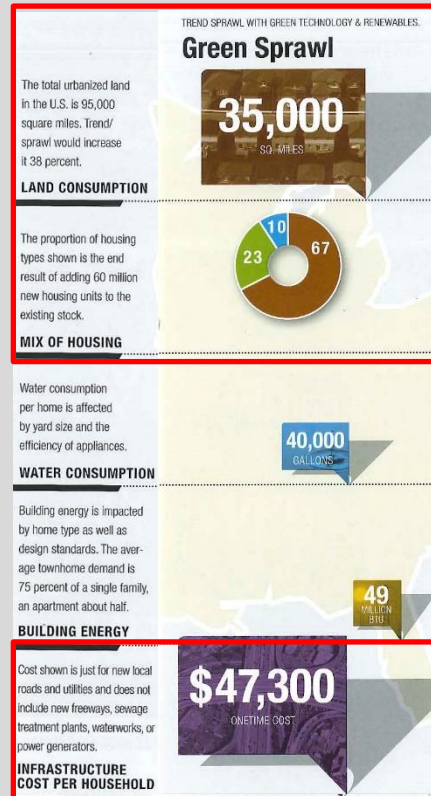 TREND SPRAWL WITH GREEN TECHNOLOGY & RENEWABLES.
Green Sprawl
The total urbanized land
in the U.S. is 95,000
square miles. Trend/
sprawl would increase
it 38 percent.
LAND CONSUMPTION
35,000
SQ. MILES
The proportion of housing
types shown is the end
result of adding 60 million
new housing units to the
existing stock.
MIX OF HOUSING
10
23
67
Water consumption
per home is affected
by yard size and the
efficiency of appliances.
WATER CONSUMPTION
40,000
GALLONS
Building energy is impacted
by home type as well as
design standards. The aver-
age townhome demand is
75 percent of a single family,
an apartment about half.
BUILDING ENERGY
49
MILLION
BTU
Cost shown is just for new local
roads and utilities and does not
include new freeways, sewage
treatment plants, waterworks, or
power generators.
INFRASTRUCTURE
COST PER HOUSEHOLD
$47,300
ONETIME COST